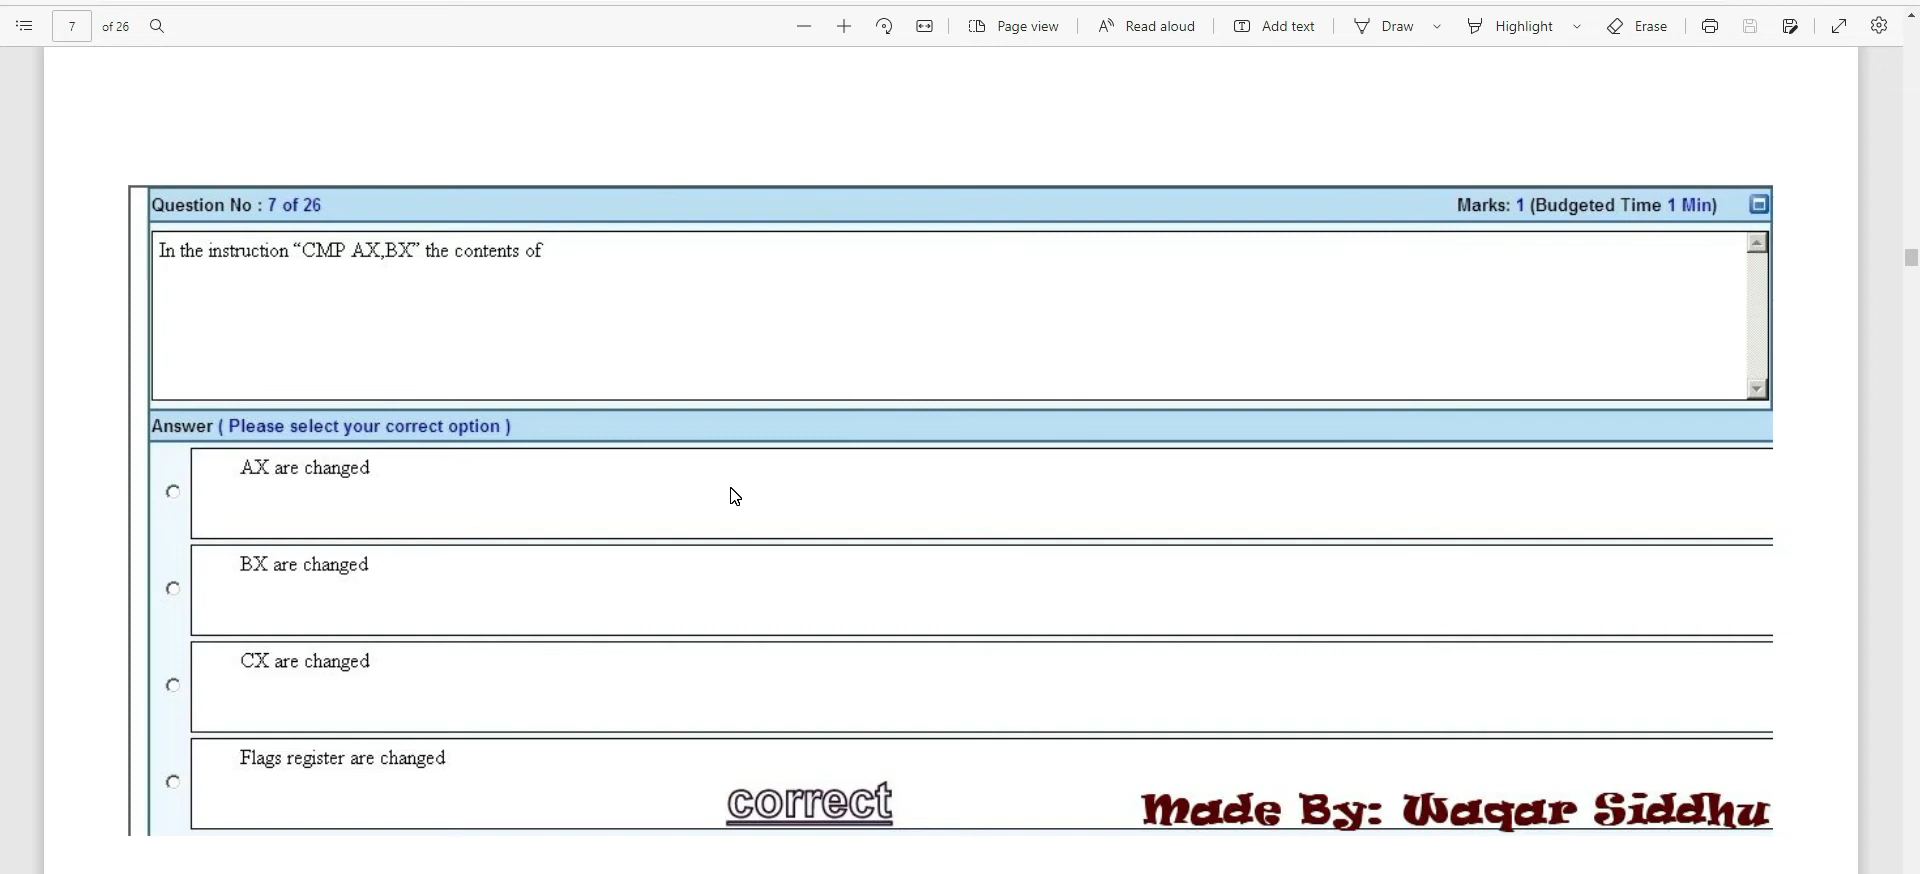 7 of 26 Page view Read aloud Add text Draw Highlight Erase
Question No : 7 of 26 Marks: 1 (Budgeted Time 1 Min)
In the instruction “CMP AX,BX” the contents of
Answer ( Please select your correct option )
AX are changed
BX are changed
CX are changed
Flags register are changed
correct
Made By: Waqar Siddhu